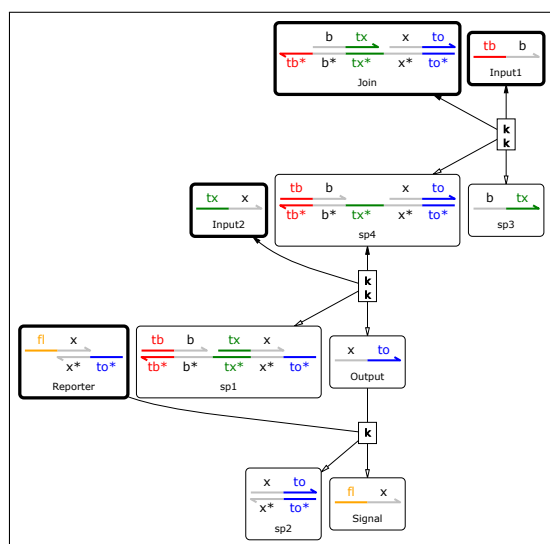 b tx x to
tb* b* tx* x* to*
Join
tb b
Input1
k
k
tx x
Input2
tb b x to
tb* b* tx* x* to*
sp4
b tx
sp3
k
k
fl x
x* to*
Reporter
tb b tx x
tb* b* tx* x* to*
sp1
x to
Output
k
x to
x* to*
sp2
fl x
Signal